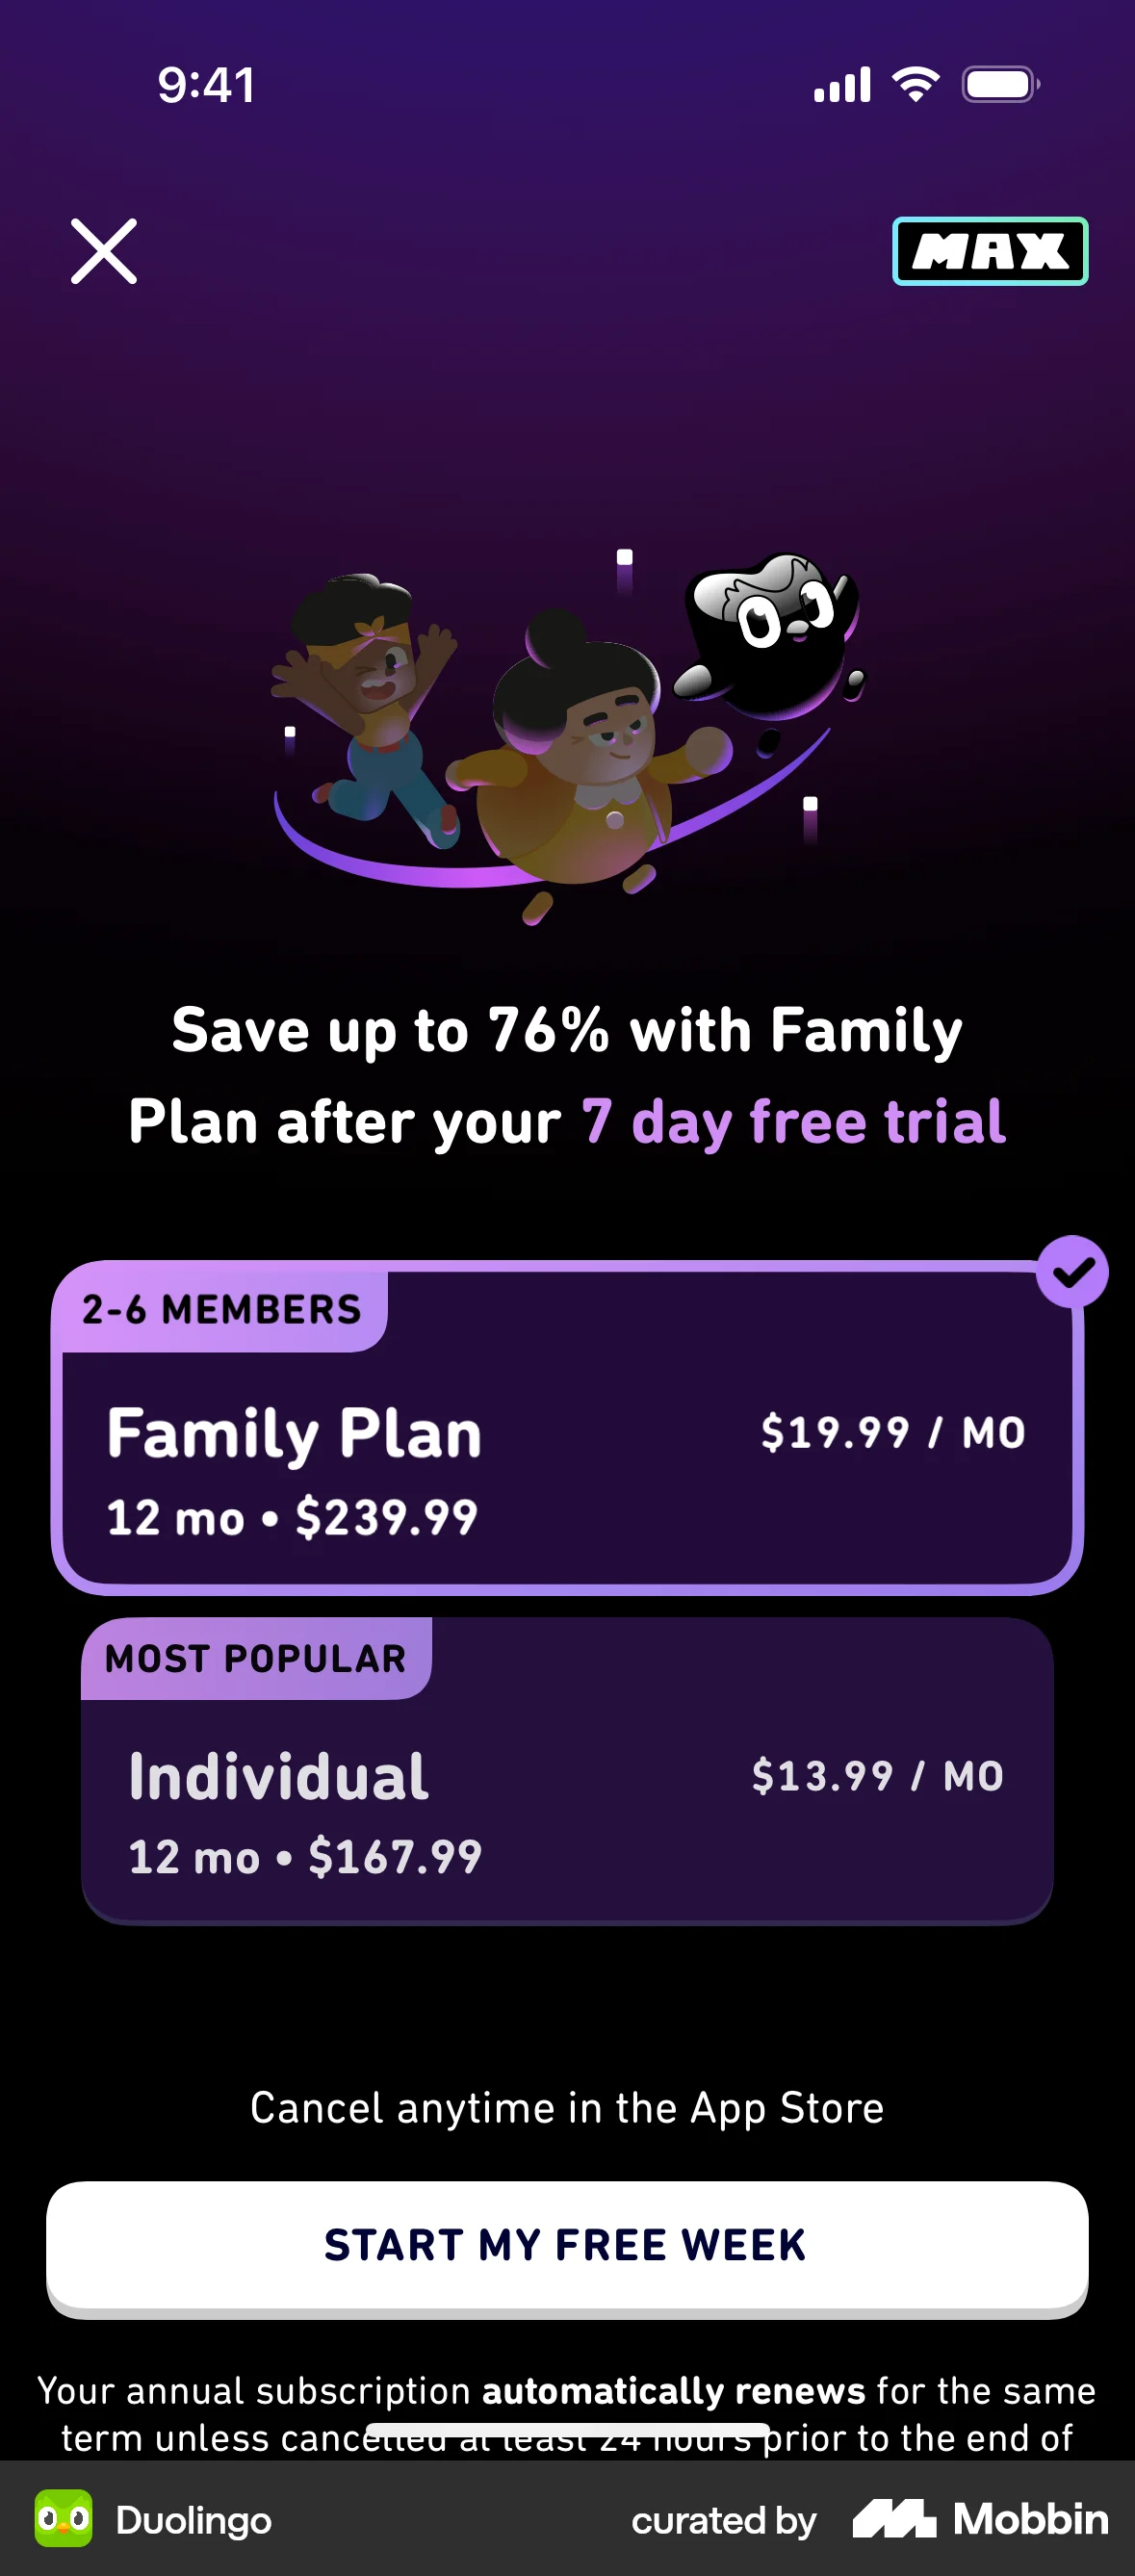 9:41
MAX
Save up to 76% with Family
Plan after your 7 day free trial
2-6 MEMBERS
Family Plan
$19.99 / MO
12 mo • $239.99
MOST POPULAR
Individual
$13.99 / MO
12 mo • $167.99
Cancel anytime in the App Store
START MY FREE WEEK
Your annual subscription automatically renews for the same
term unless cancelled at least 24 hours prior to the end of
Duolingo
curated by
Mobbin